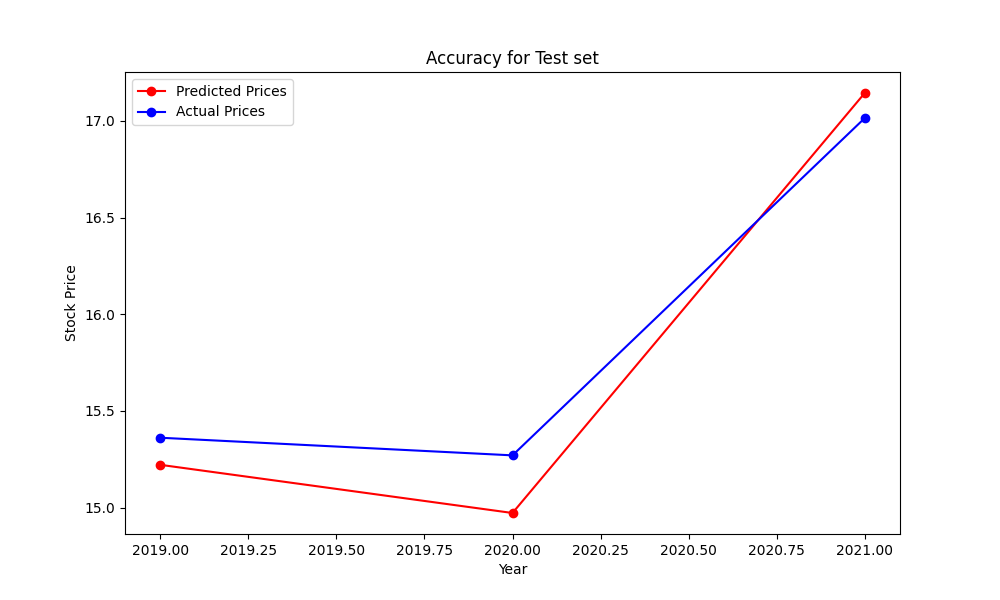 Accuracy for Test set
Predicted Prices
Actual Prices
17.0
16.5
16.0
15.5
15.0
Stock Price
2019.00 2019.25 2019.50 2019.75 2020.00 2020.25 2020.50 2020.75 2021.00
Year